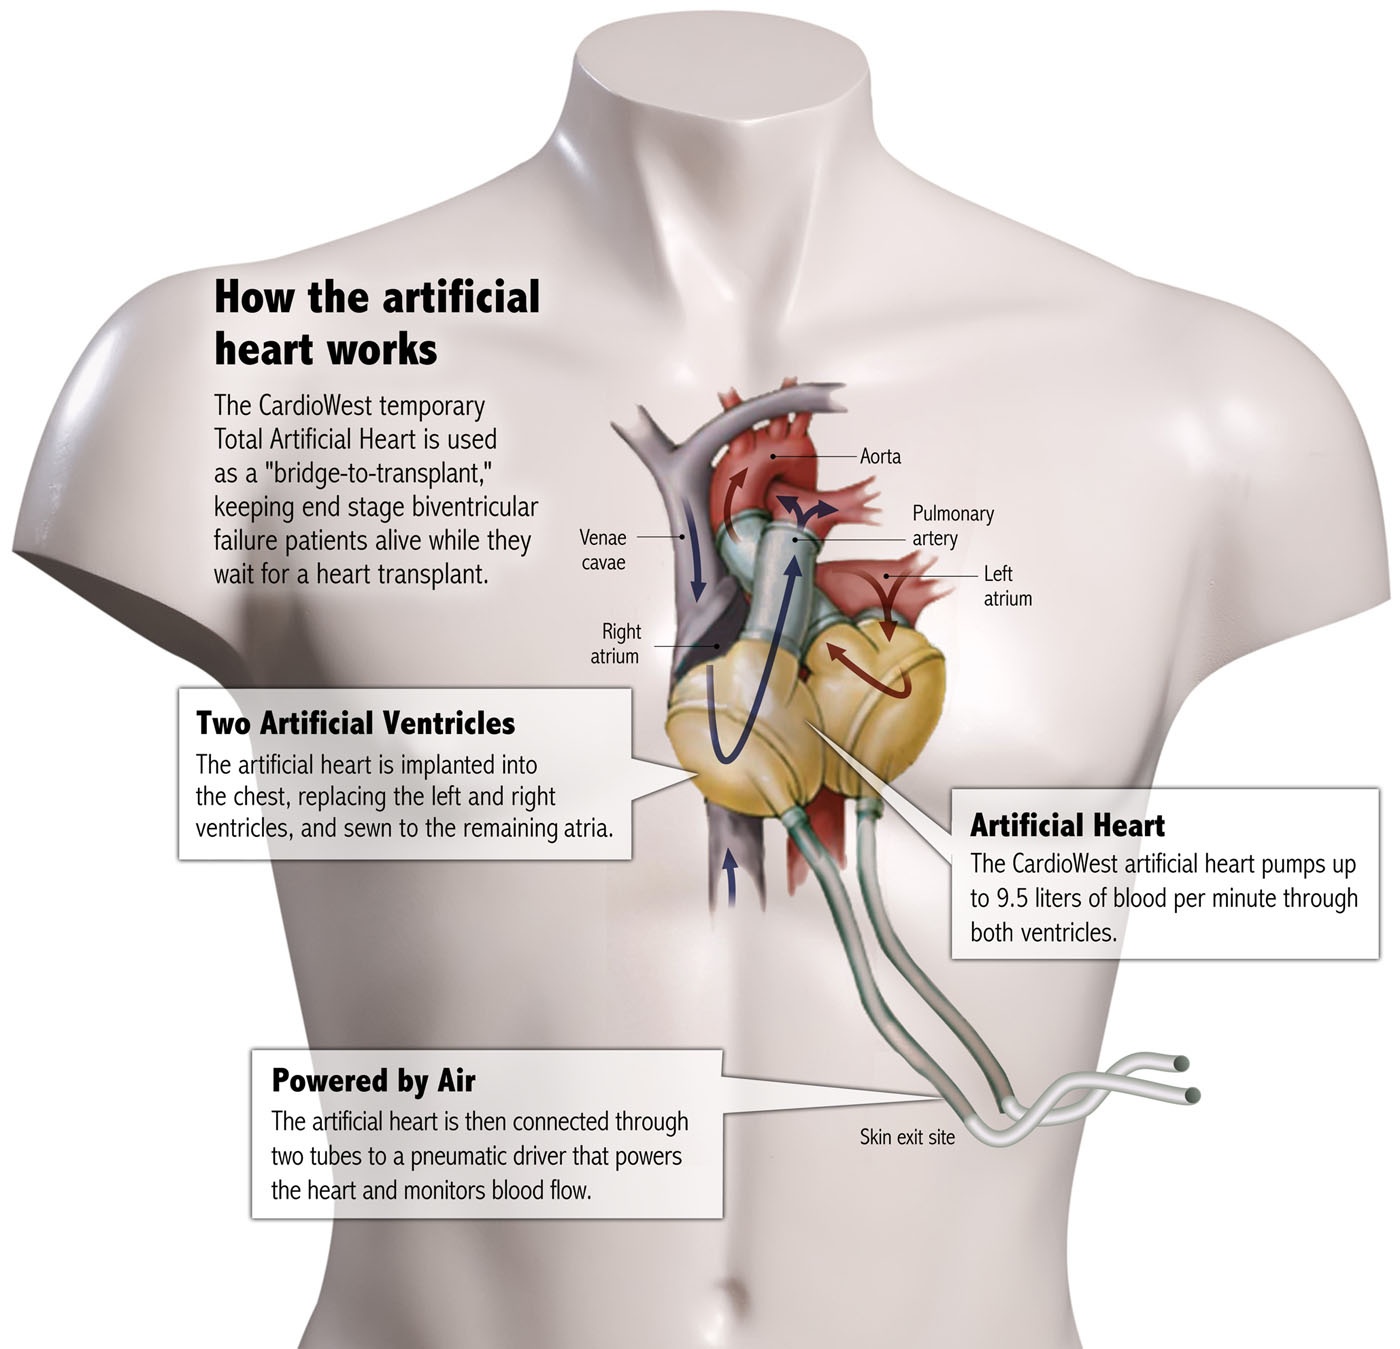 How the artificial
heart works
The CardioWest temporary
Total Artificial Heart is used
as a "bridge-to-transplant,"
keeping end stage biventricular
failure patients alive while they
wait for a heart transplant.
Aorta
Pulmonary
artery
Venae
cavae
Left
atrium
Right
atrium
Two Artificial Ventricles
The artificial heart is implanted into
the chest, replacing the left and right
ventricles, and sewn to the remaining atria.
Artificial Heart
The CardioWest artificial heart pumps up
to 9.5 liters of blood per minute through
both ventricles.
Powered by Air
The artificial heart is then connected through
two tubes to a pneumatic driver that powers
the heart and monitors blood flow.
Skin exit site